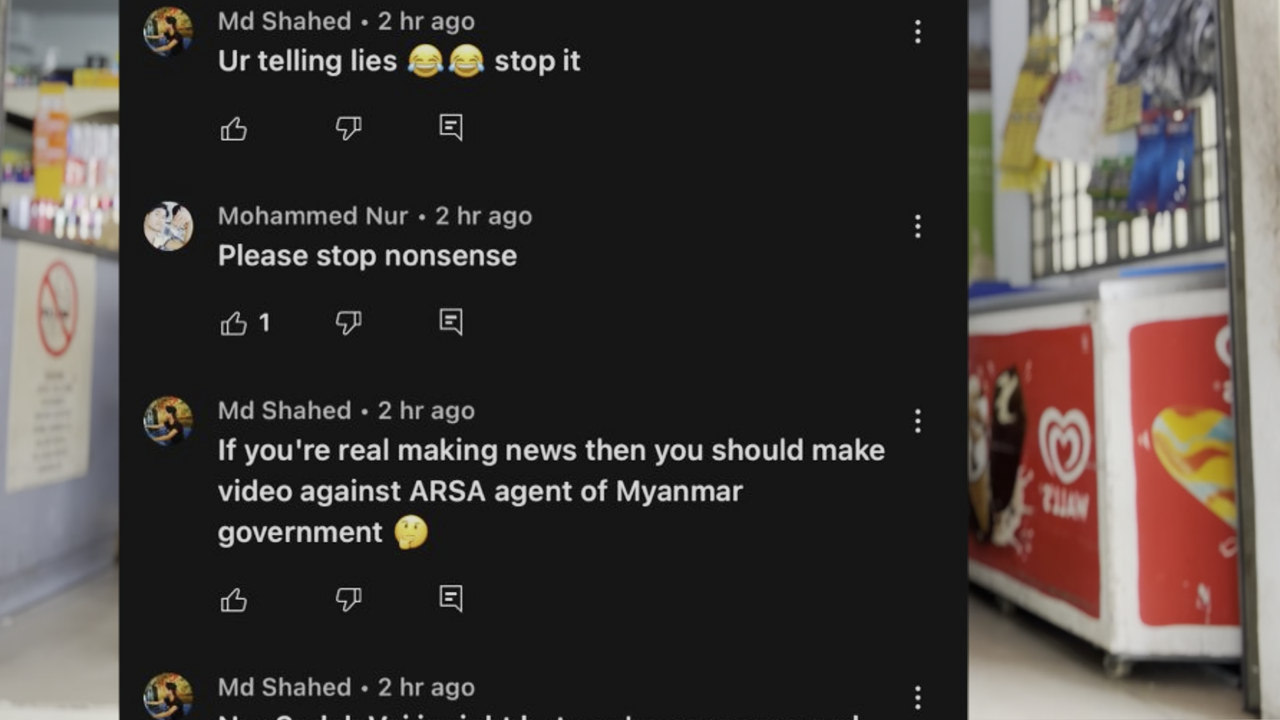 Md Shahed • 2 hr ago
Ur telling lies 😂😂 stop it
Mohammed Nur • 2 hr ago
Please stop nonsense
1
Md Shahed • 2 hr ago
If you're real making news then you should make
video against ARSA agent of Myanmar
government 🤔
Md Shahed • 2 hr ago